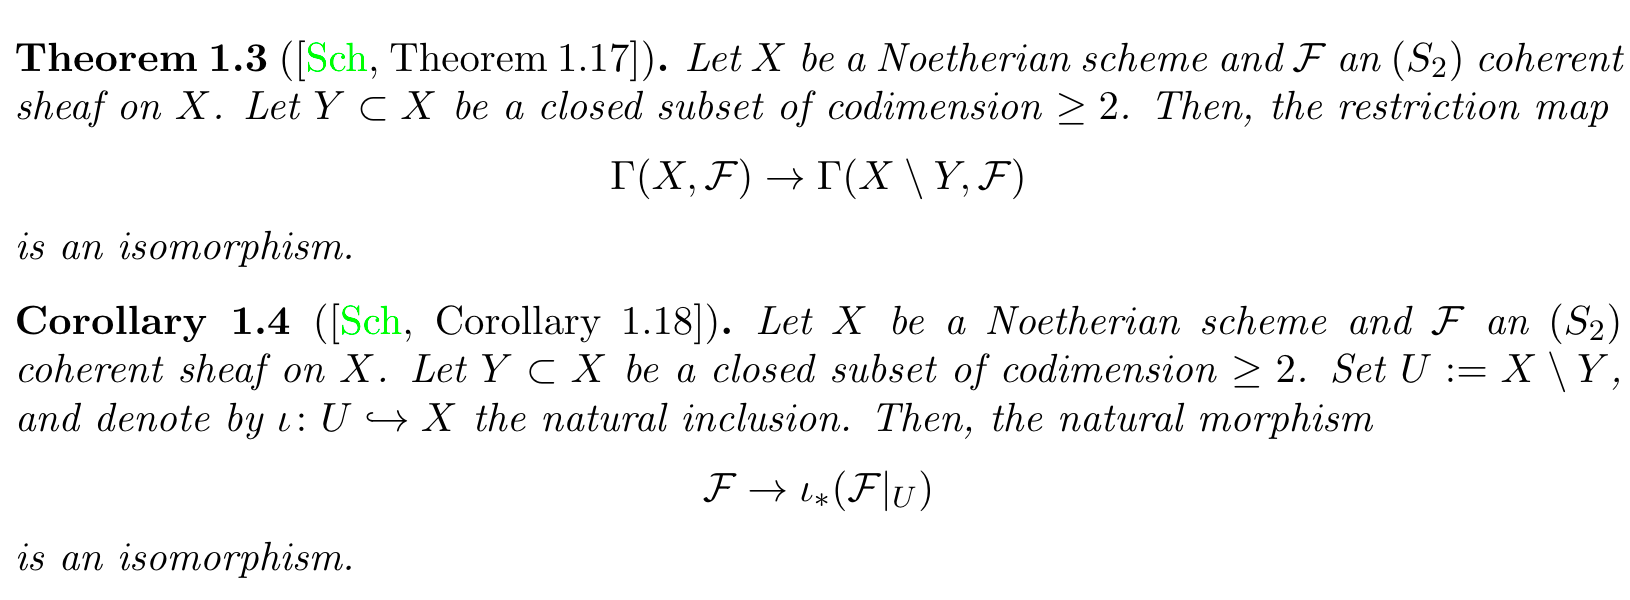 Theorem 1.3 ([Sch, Theorem 1.17]). Let X be a Noetherian scheme and ℱ an (S₂) coherent
sheaf on X. Let Y ⊂ X be a closed subset of codimension ≥ 2. Then, the restriction map
Γ(X, ℱ) → Γ(X \ Y, ℱ)
is an isomorphism.
Corollary 1.4 ([Sch, Corollary 1.18]). Let X be a Noetherian scheme and ℱ an (S₂)
coherent sheaf on X. Let Y ⊂ X be a closed subset of codimension ≥ 2. Set U := X \ Y,
and denote by ι: U ↪ X the natural inclusion. Then, the natural morphism
ℱ → ι₊(ℱ|_U)
is an isomorphism.